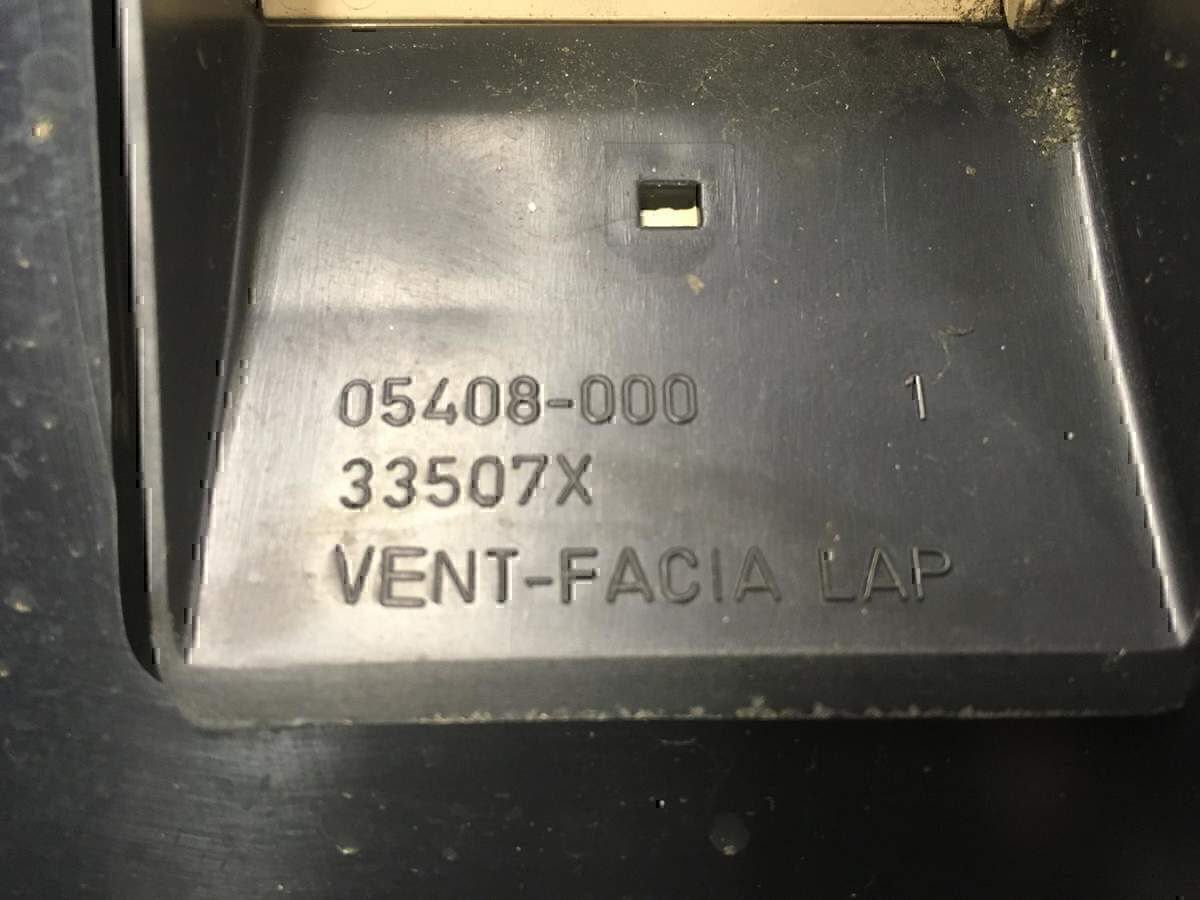 05408-000 1
33507X
VENT-FACIA LAP